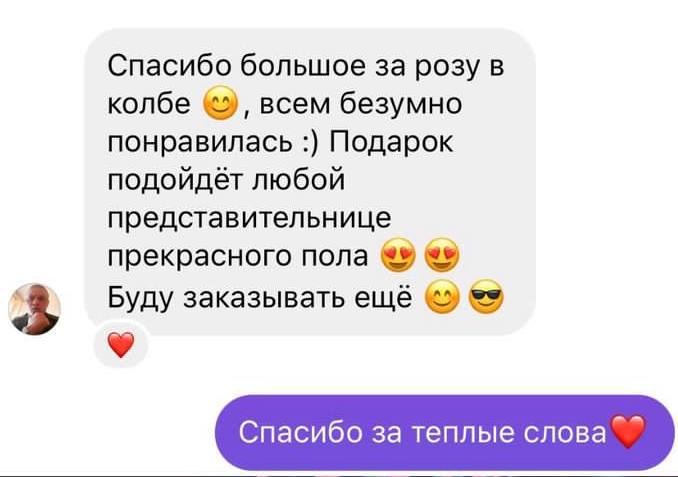 Спасибо большое за розу в
колбе 😊, всем безумно
понравилась :) Подарок
подойдёт любой
представительнице
прекрасного пола 😍 😍
Буду заказывать ещё 😊 😎
❤️
Спасибо за теплые слова❤️